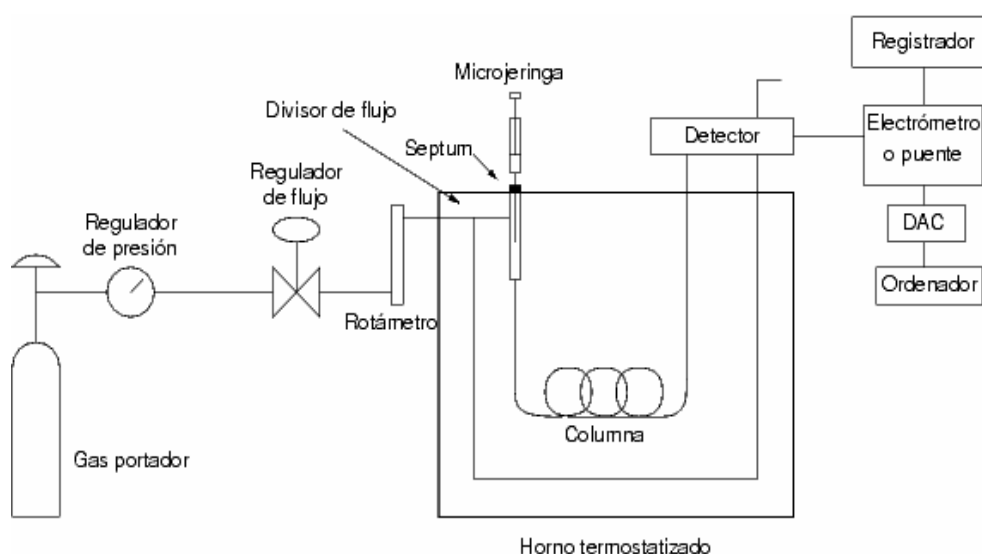 Registrador
Microjeringa
Divisor de flujo
Detector
Electrómetro
o puente
Septum
Regulador
de flujo
Regulador
de presión
DAC
Ordenador
Rotámetro
Columna
Gas portador
Horno termostatizado